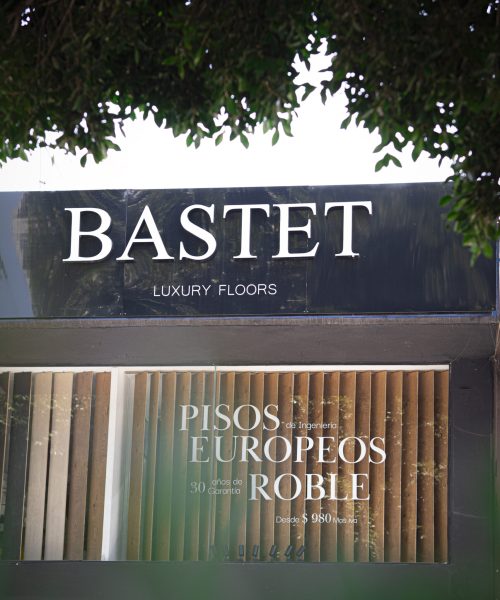 BASTET
LUXURY FLOORS
PISOS de Ingeniería
EUROPEOS
30 años de Garantía ROBLE
Desde $ 980 Mas iva